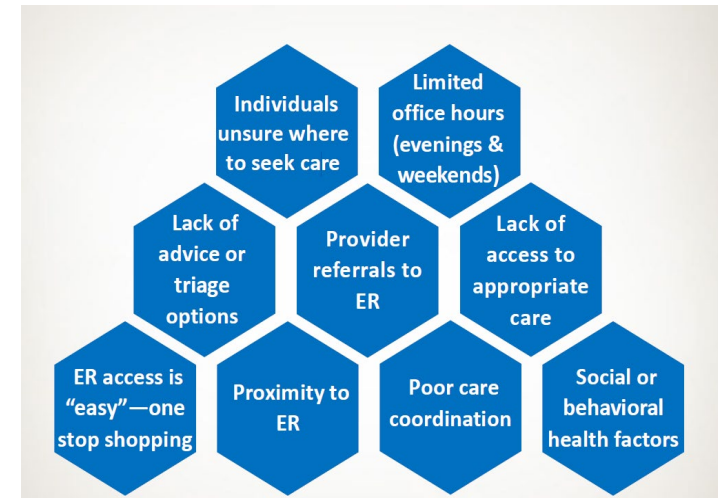 Individuals
unsure where
to seek care
Limited
office hours
(evenings &
weekends)
Lack of
advice or
triage
options
Provider
referrals to
ER
Lack of
access to
appropriate
care
ER access is
“easy”—one
stop shopping
Proximity to
ER
Poor care
coordination
Social or
behavioral
health factors